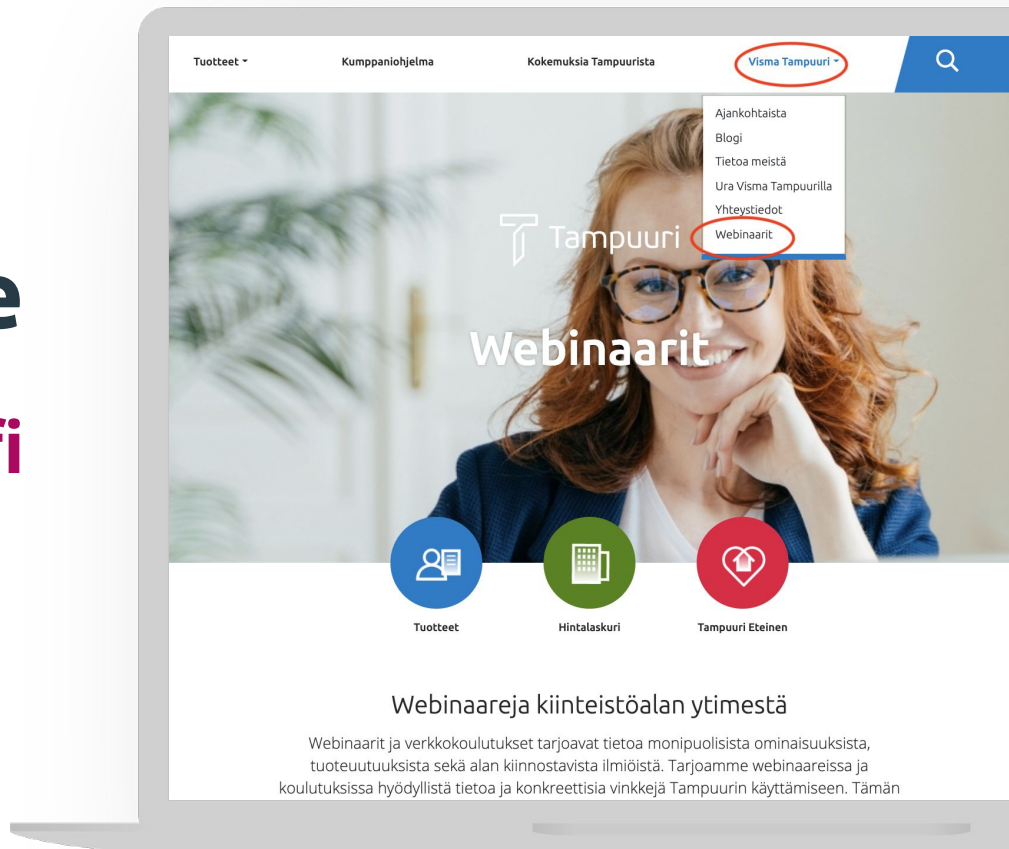 e
fi
Tuotteet Kumppaniohjelma Kokemuksia Tampuurista Visma Tampuuri
Ajankohtaista
Blogi
Tietoa meistä
Ura Visma Tampuurilla
Yhteystiedot
Webinaarit
Tampuuri
Webinaarit
Tuotteet Hintalaskuri Tampuuri Eteinen
Webinaareja kiinteistöalan ytimestä
Webinaarit ja verkkokoulutukset tarjoavat tietoa monipuolisista ominaisuuksista,
tuoteuutuuksista sekä alan kiinnostavista ilmiöistä. Tarjoamme webinaareissa ja
koulutuksissa hyödyllistä tietoa ja konkreettisia vinkkejä Tampuurin käyttämiseen. Tämän